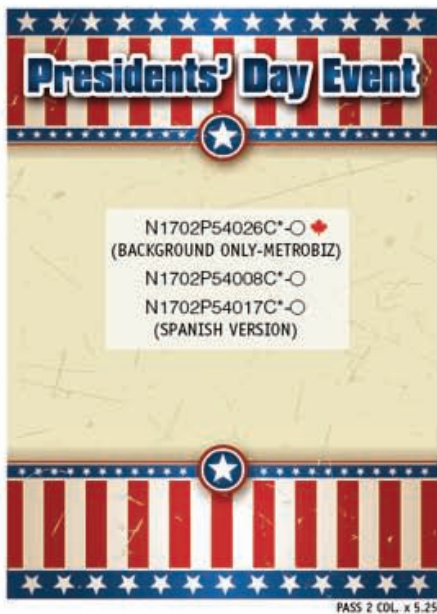 Presidents' Day Event
N1702P54026C*-O
(BACKGROUND ONLY-METROBIZ)
N1702P54008C*-O
N1702P54017C*-O
(SPANISH VERSION)
PASS 2 COL. x 5.25